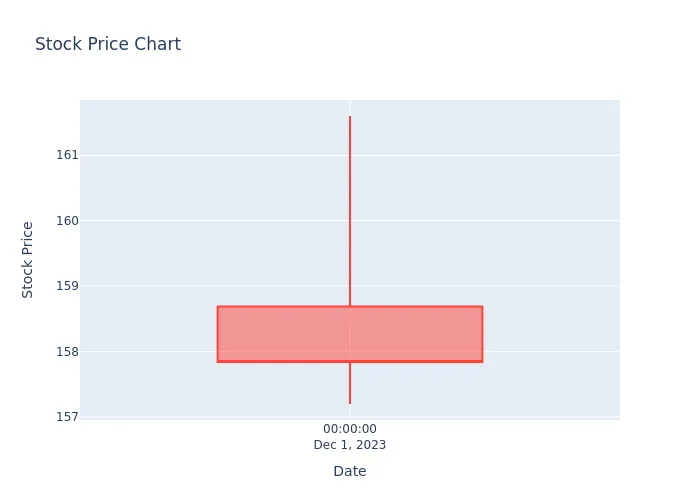 Stock Price Chart
Stock Price
161
160
159
158
157
00:00:00
Dec 1, 2023
Date